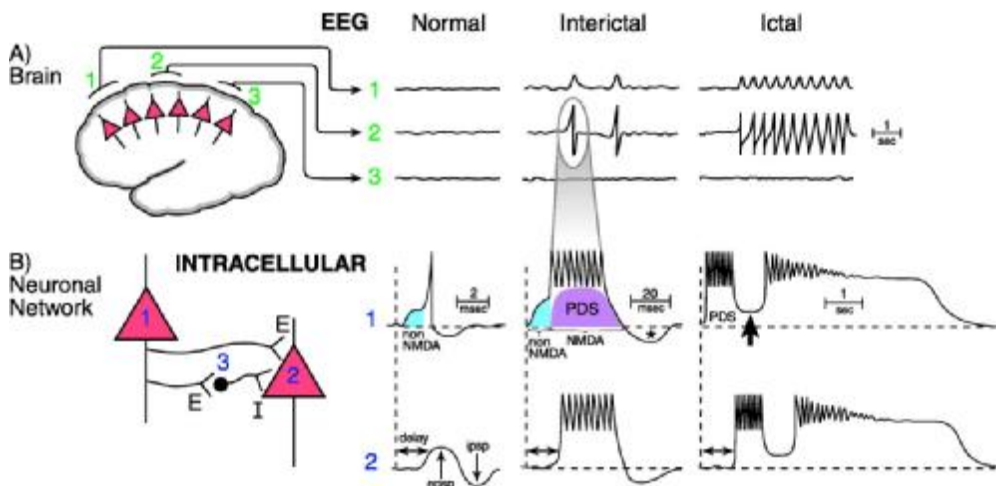 EEG Normal Interictal Ictal
A)
Brain
1
2
3
1
2
3
1
sec
B)
Neuronal
Network
INTRACELLULAR
1
E
3
2
E
I
1
2
msec
non
NMDA
PDS
20
msec
non
NMDA
NMDA
*
PDS
1
sec
2
delay
epsp
ipsp